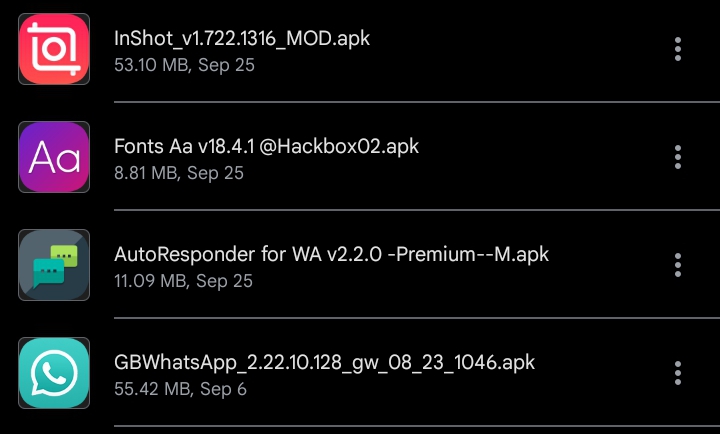 InShot_v1.722.1316_MOD.apk
53.10 MB, Sep 25
Aa
Fonts Aa v18.4.1 @Hackbox02.apk
8.81 MB, Sep 25
AutoResponder for WA v2.2.0 -Premium--M.apk
11.09 MB, Sep 25
GBWhatsApp_2.22.10.128_gw_08_23_1046.apk
55.42 MB, Sep 6